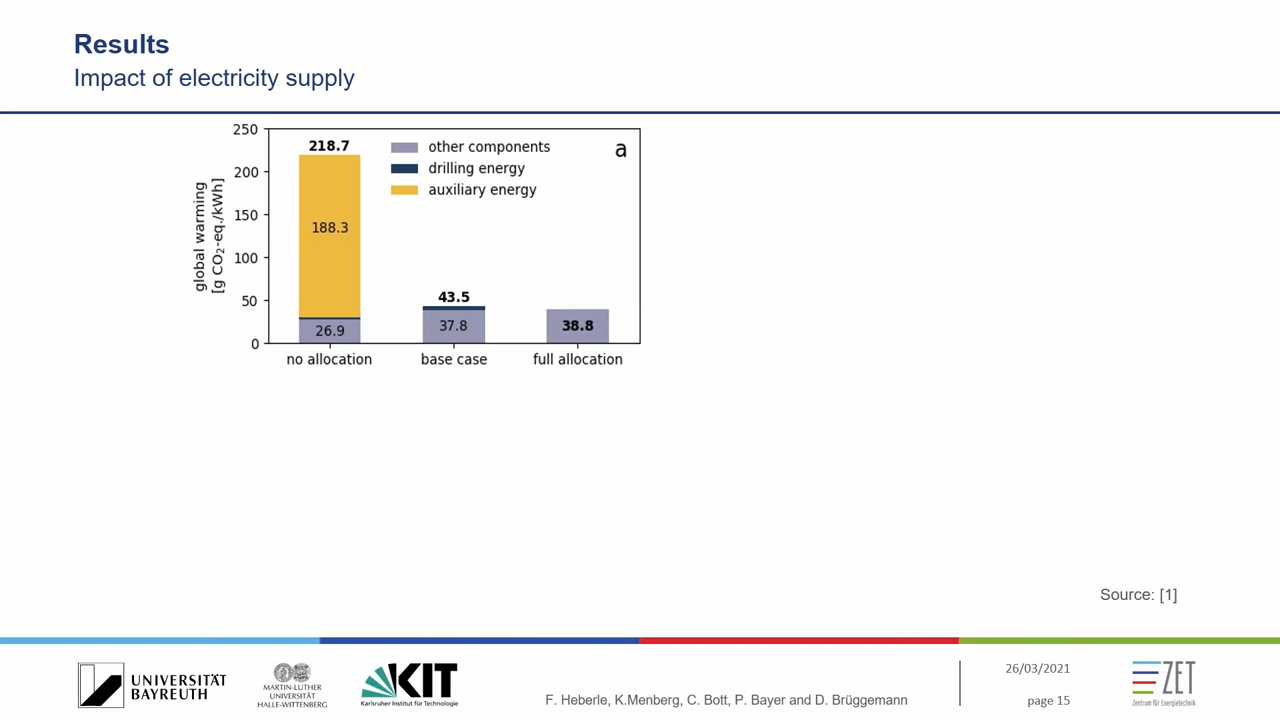 Results
Impact of electricity supply
250
200
150
100
50
0
global warming
[g CO₂-eq./kWh]
218.7
188.3
26.9
43.5
37.8
38.8
other components
drilling energy
auxiliary energy
a
no allocation
base case
full allocation
Source: [1]
UNIVERSITÄT
BAYREUTH
MARTIN-LUTHER
UNIVERSITÄT
HALLE-WITTENBERG
KIT
Karlsruher Institut für Technologie
F. Heberle, K.Menberg, C. Bott, P. Bayer and D. Brüggemann
26/03/2021
page 15
ZET
Zentrum für Energietechnik